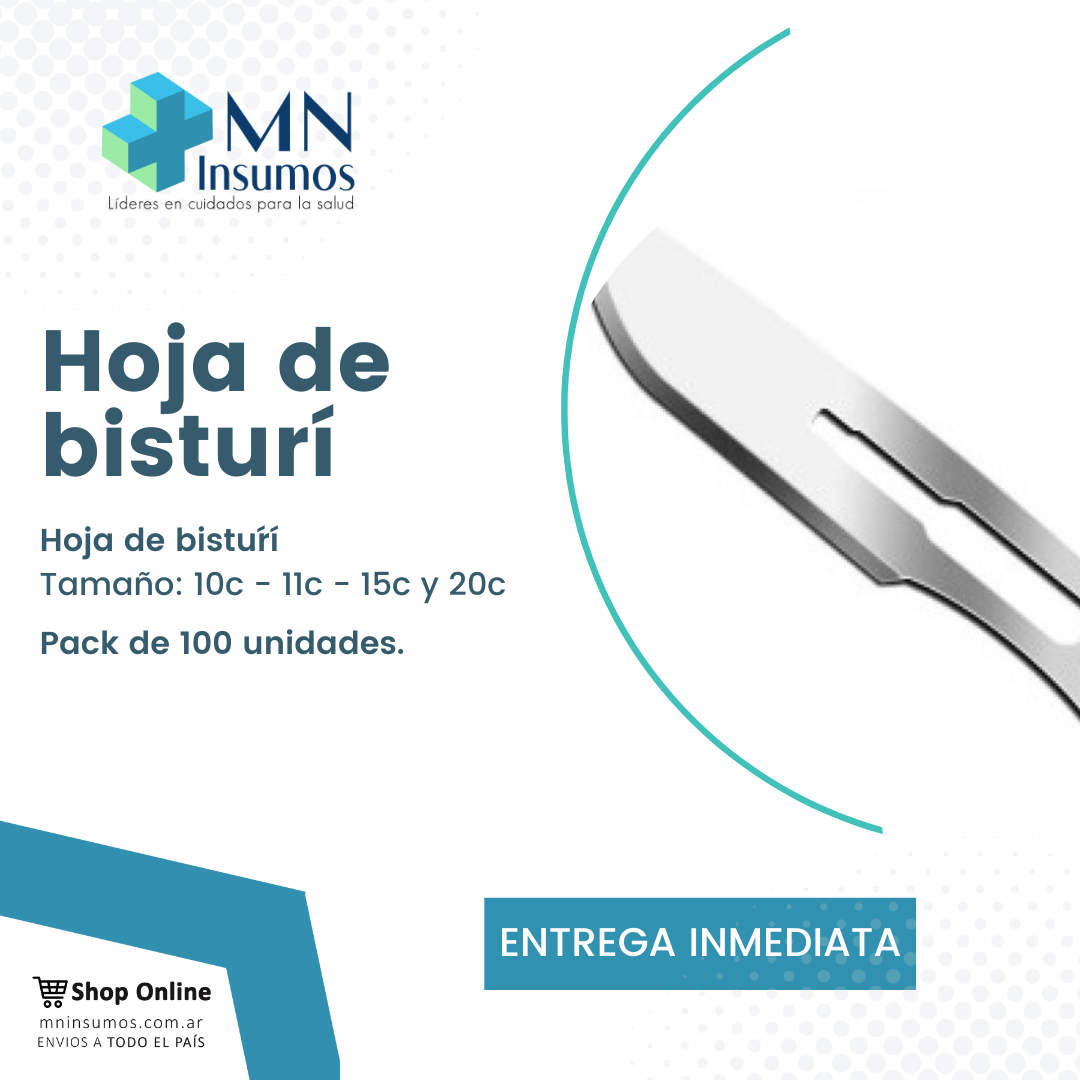 MN
Insumos
Líderes en cuidados para la salud
Hoja de
bisturí
Hoja de bistuŕí
Tamaño: 10c - 11c - 15c y 20c
Pack de 100 unidades.
ENTREGA INMEDIATA
Shop Online
mninsumos.com.ar
ENVIOS A TODO EL PAÍS